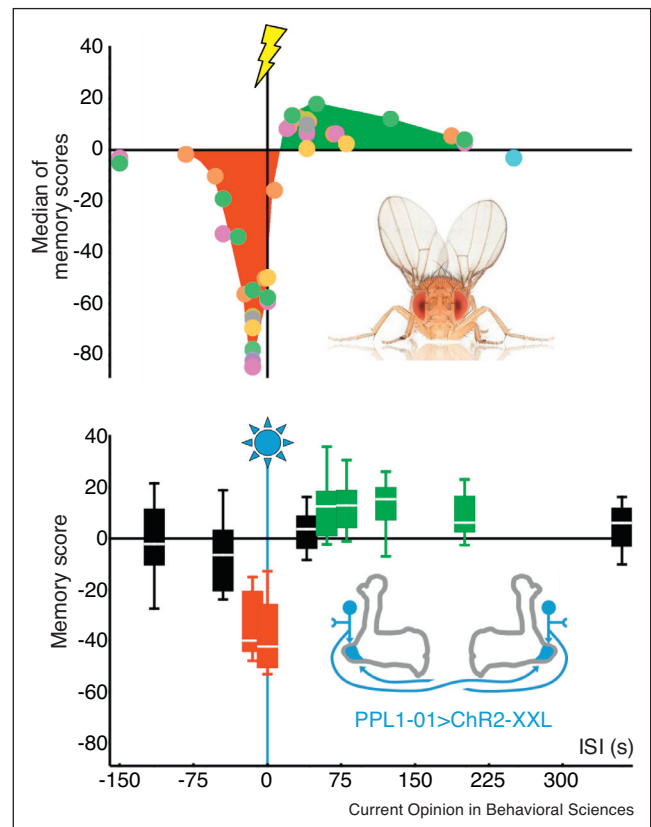 40
20
0
-20
-40
-60
-80
Median of
memory scores
40
20
0
-20
-40
-60
-80
Memory score
PPL1-01>ChR2-XXL
ISI (s)
-150 -75 0 75 150 225 300
Current Opinion in Behavioral Sciences